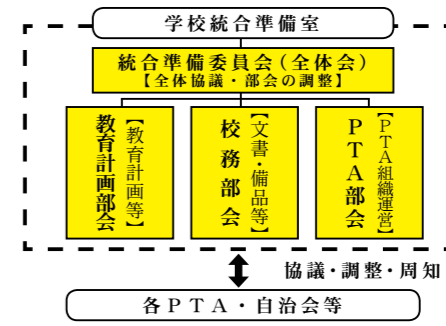 学校統合準備室
統合準備委員会(全体会)
【全体協議・部会の調整】
教育計画部会
【教育計画等】
校務部会
【文書・備品等】
PTA部会
【PTA組織運営】
協議・調整・周知
各PTA・自治会等